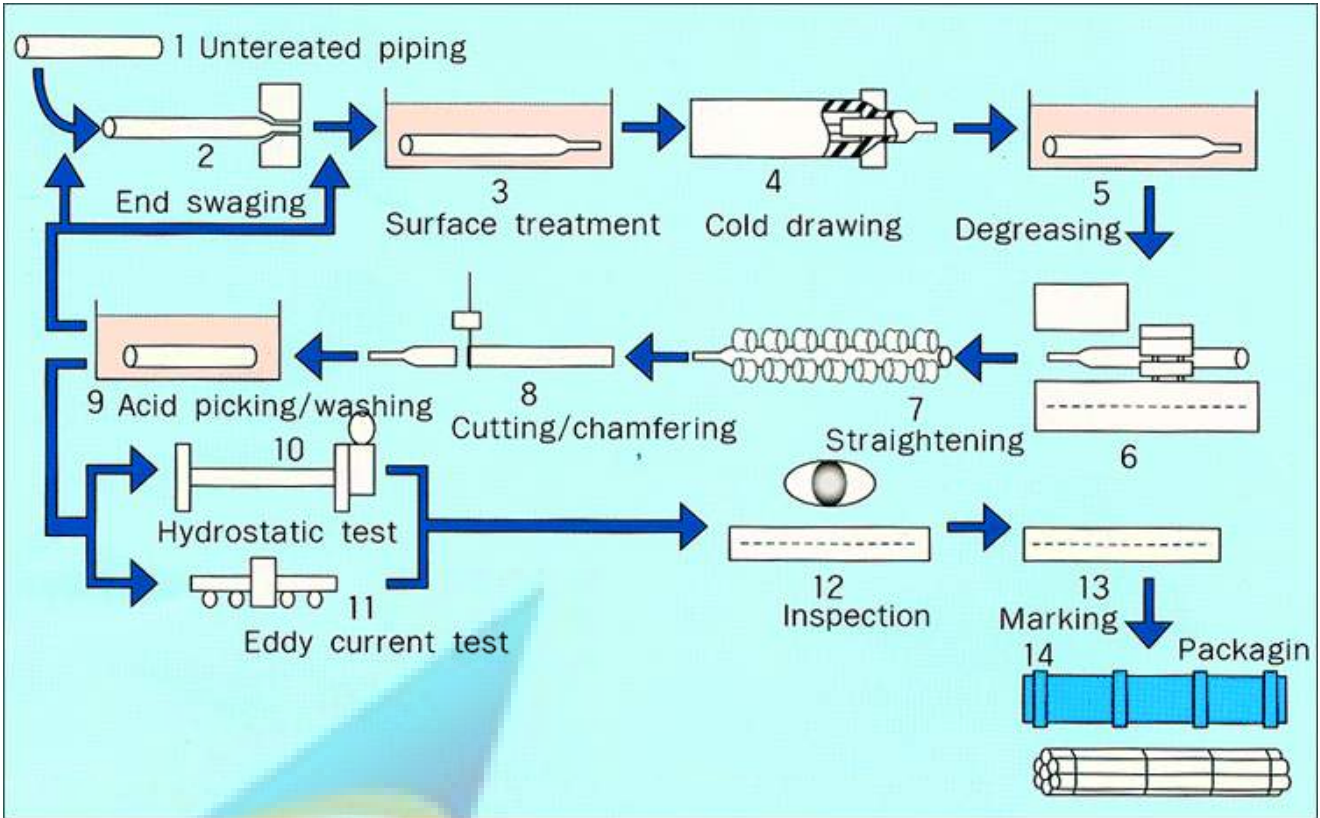 1 Untereated piping
2
End swaging
3
Surface treatment
4
Cold drawing
5
Degreasing
6
7
Straightening
8
Cutting/chamfering
9 Acid picking/washing
10
Hydrostatic test
11
Eddy current test
12
Inspection
13
Marking
14
Packagin